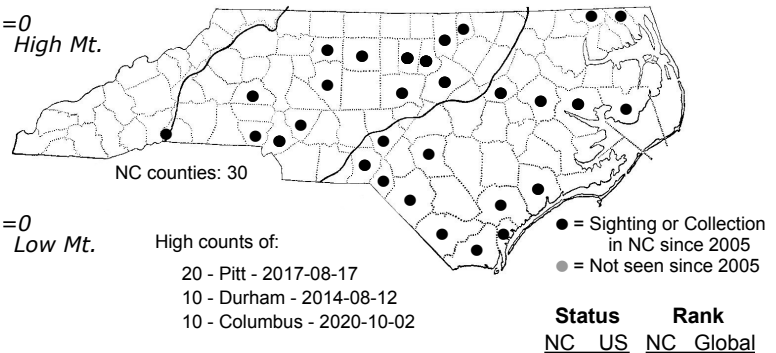 =0
High Mt.
NC counties: 30
=0
Low Mt.
High counts of:
20 - Pitt - 2017-08-17
10 - Durham - 2014-08-12
10 - Columbus - 2020-10-02
= Sighting or Collection
in NC since 2005
= Not seen since 2005
Status Rank
NC US NC Global